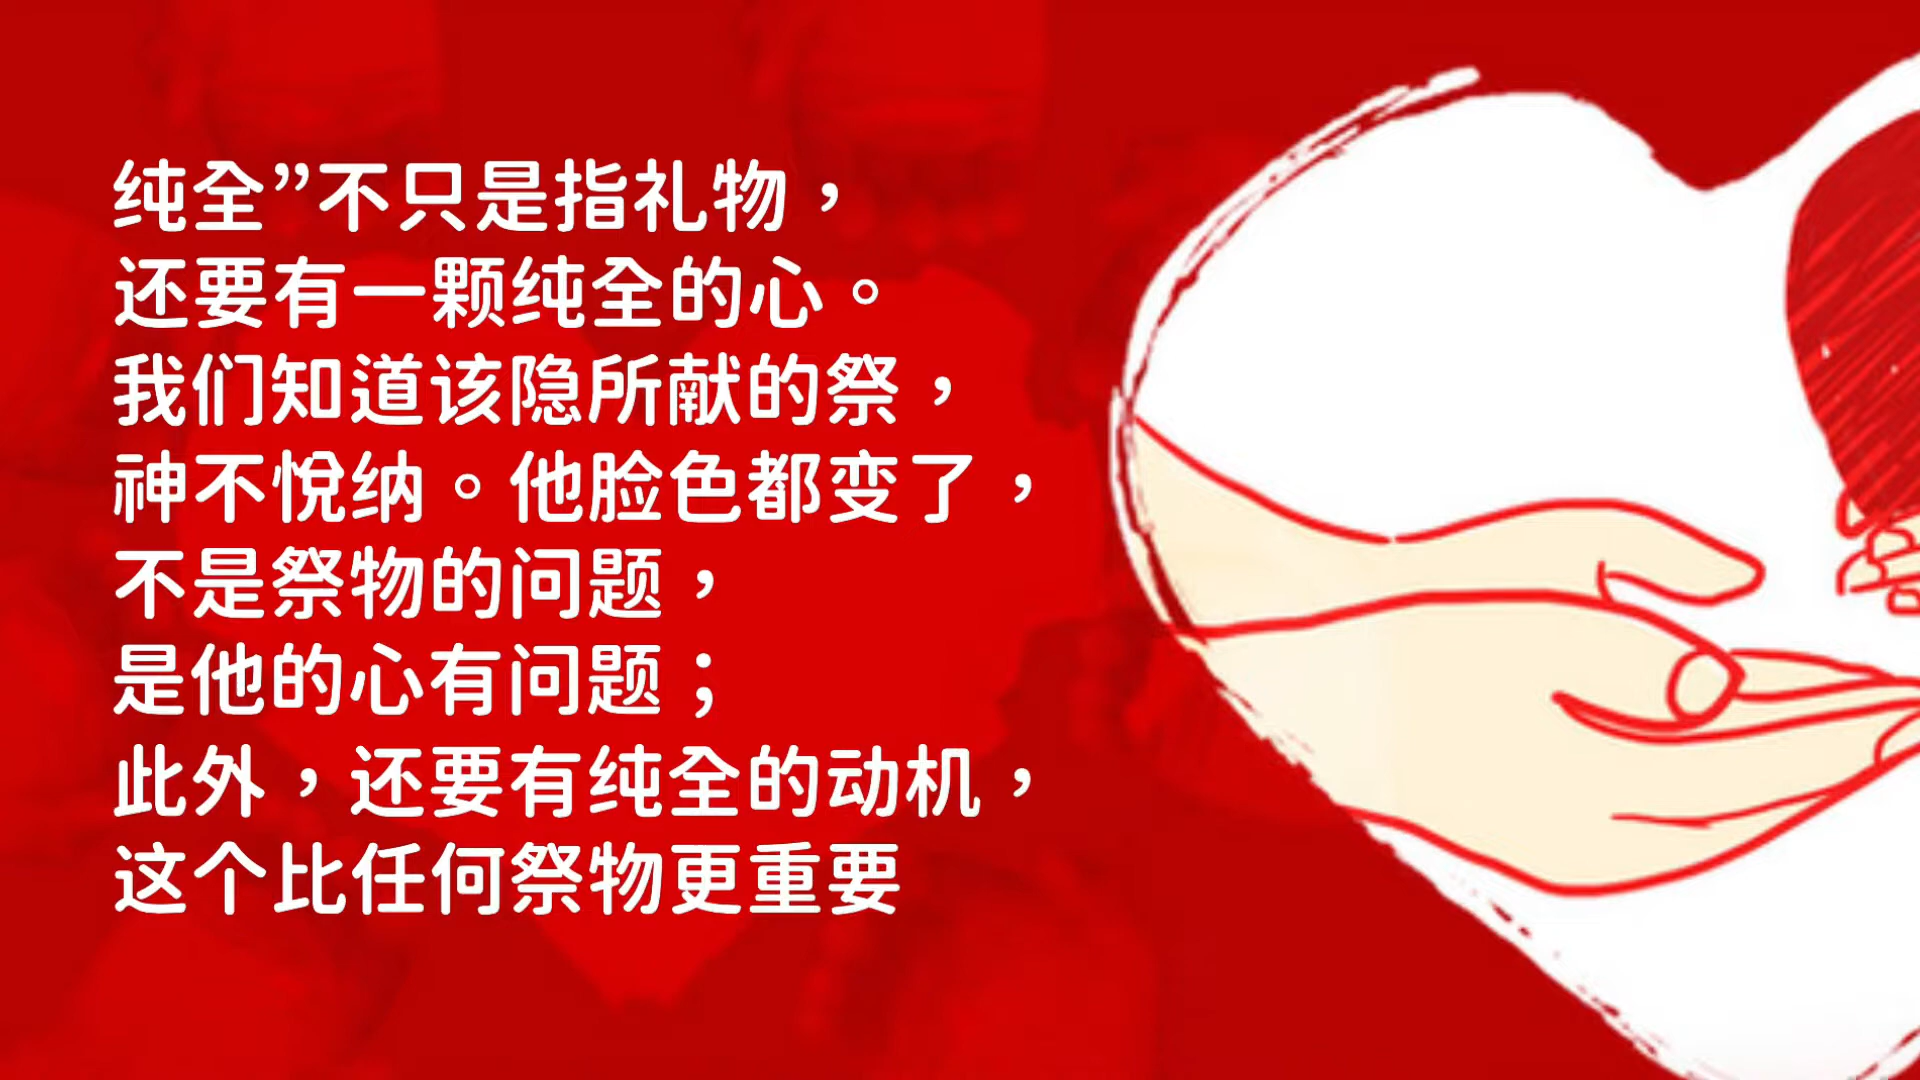 纯全”不只是指礼物，
还要有一颗纯全的心。
我们知道该隐所献的祭，
神不悅纳。他脸色都变了，
不是祭物的问题，
是他的心有问题；
此外，还要有纯全的动机，
这个比任何祭物更重要